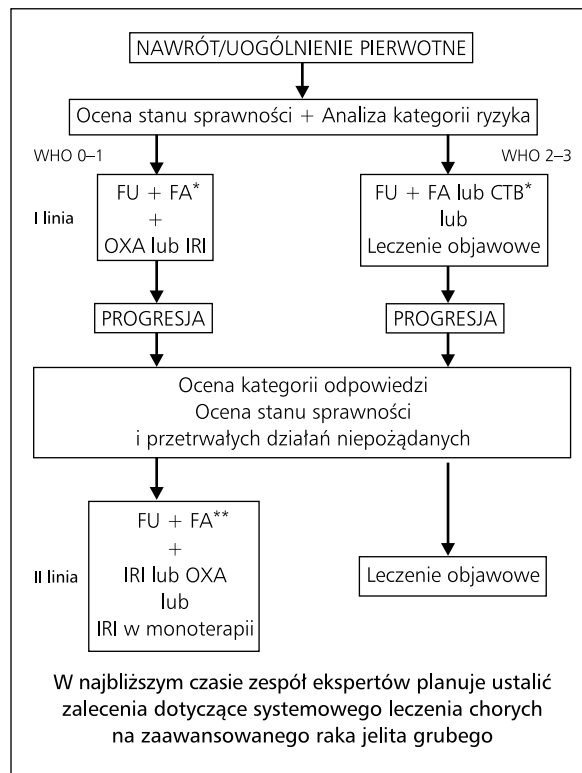 NAWRÓT/UOGÓLNIENIE PIERWOTNE
Ocena stanu sprawności + Analiza kategorii ryzyka
WHO 0–1
WHO 2–3
I linia
FU + FA*
+
OXA lub IRI
FU + FA lub CTB*
lub
Leczenie objawowe
PROGRESJA
PROGRESJA
Ocena kategorii odpowiedzi
Ocena stanu sprawności
i przetrwałych działań niepożądanych
II linia
FU + FA**
+
IRI lub OXA
lub
IRI w monoterapii
Leczenie objawowe
W najbliższym czasie zespół ekspertów planuje ustalić
zalecenia dotyczące systemowego leczenia chorych
na zaawansowanego raka jelita grubego